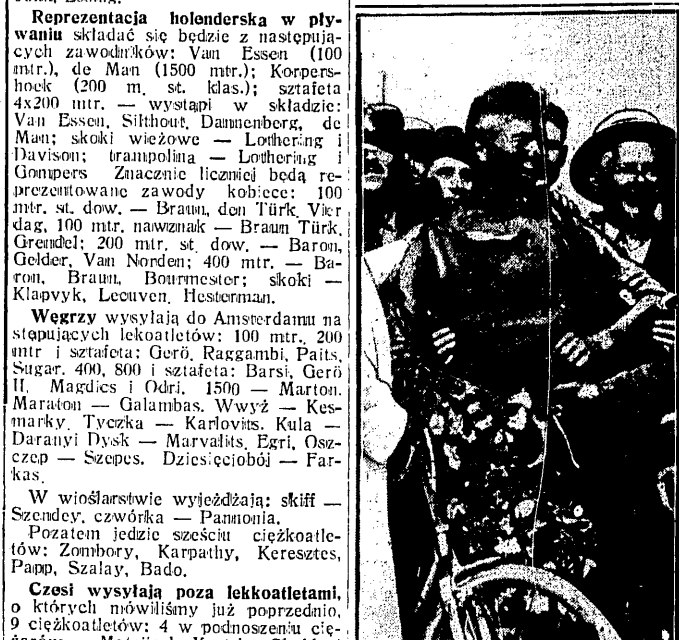 Reprezentacja holenderska w pły-
waniu składać się będzie z następują-
cych zawodników: Van Essen (100
mtr.), de Man (1500 mtr.); Korpers-
hoek (200 m. st. klas.); sztafeta
4x200 mtr. — wystąpi w składzie:
Van Essen, Silthout, Dannenberg, de
Man; skoki wieżowe — Lothering i
Davison; trampolina — Lothering i
Gompers Znacznie liczniej będą re-
prezentowane zawody kobiece: 100
mtr. st. dow. — Braun, den Türk, Vier
dag, 100 mtr. nawznak — Braun Türk,
Grendel; 200 mtr. st. dow. — Baron,
Gelder, Van Norden; 400 mtr. — Ba-
ron, Braun, Bourmester; skoki —
Klapvyk, Leeuven, Hesterman.
Węgrzy wysyłają do Amsterdamu na
stępujących lekoatletów: 100 mtr., 200
mtr i sztafeta: Gerö, Raggambi, Paits,
Sugar. 400, 800 i sztafeta: Barsi, Gerö
II, Magdics i Odri. 1500 — Marton.
Maraton — Galambas. Wwyż — Kes-
marky. Tyczka — Karlovits. Kula —
Daranyi Dysk — Marvalits, Egri, Osz-
czep — Szepes. Dziesięciobój — Far-
kas.
W wioślarstwie wyjeżdżają: skiff —
Szendey, czwórka — Pannonia.
Pozatem jedzie sześciu ciężkoatle-
tów: Zombory, Karpathy, Keresztes,
Papp, Szalay, Bado.
Czesi wysyłają poza lekkoatletami,
o których mówiliśmy już poprzednio,
9 ciężkoatletów: 4 w podnoszeniu cię-